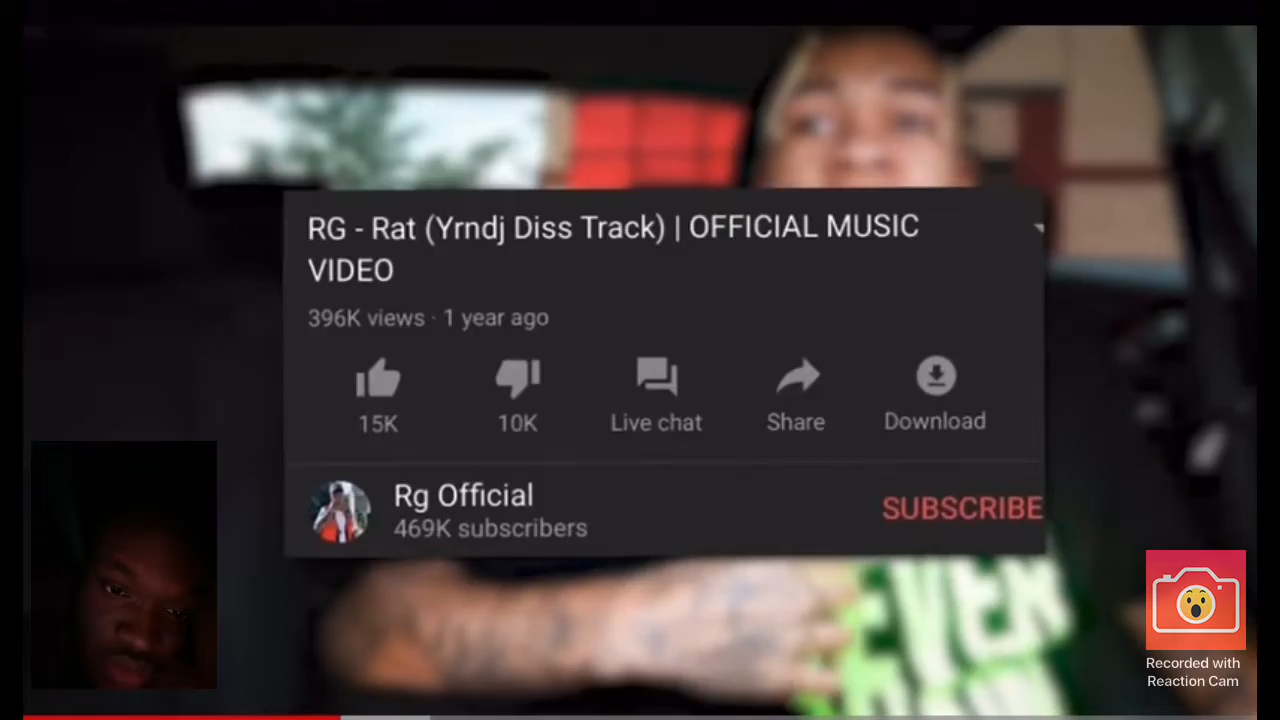 RG - Rat (Yrndj Diss Track) | OFFICIAL MUSIC
VIDEO
396K views · 1 year ago
15K
10K
Live chat
Share
Download
Rg Official
469K subscribers
SUBSCRIBE
EVER
Recorded with
Reaction Cam